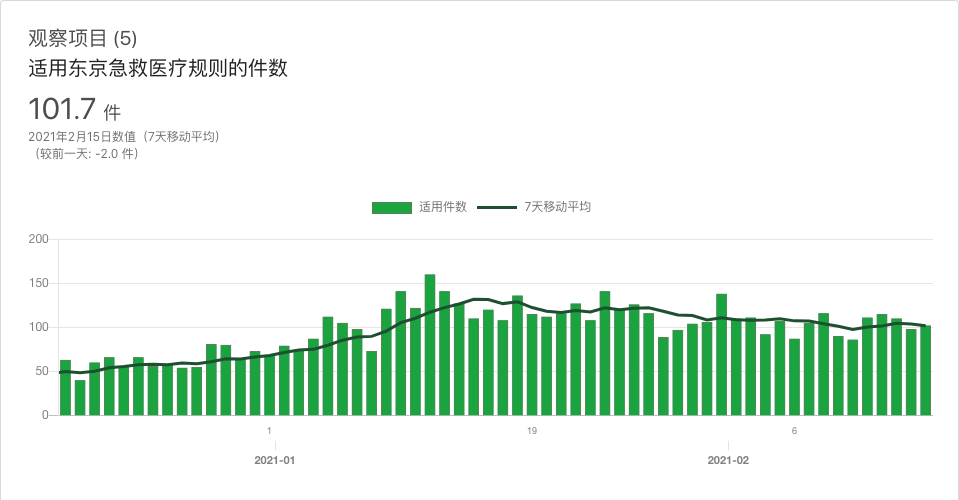 观察项目 (5)
适用东京急救医疗规则的件数
101.7 件
2021年2月15日数值（7天移动平均）
（较前一天: -2.0 件）
适用件数 7天移动平均
200
150
100
50
0
1 19 6
2021-01 2021-02